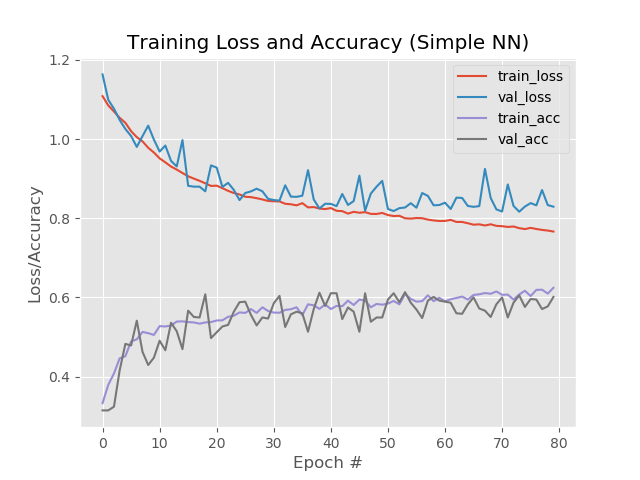 Training Loss and Accuracy (Simple NN)
1.2
1.0
0.8
0.6
0.4
Loss/Accuracy
train_loss
val_loss
train_acc
val_acc
0 10 20 30 40 50 60 70 80
Epoch #